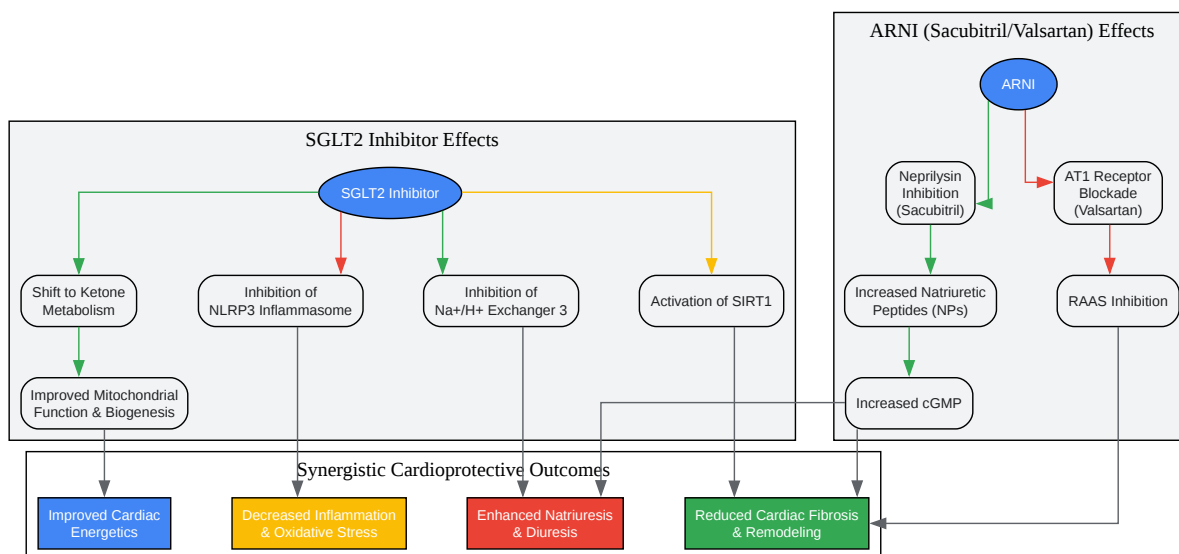 ARNI (Sacubitril/Valsartan) Effects
ARNI
Neprilysin
Inhibition
(Sacubitril)
AT1 Receptor
Blockade
(Valsartan)
Increased Natriuretic
Peptides (NPs)
RAAS Inhibition
Increased cGMP
SGLT2 Inhibitor Effects
SGLT2 Inhibitor
Shift to Ketone
Metabolism
Inhibition of
NLRP3 Inflammasome
Inhibition of
Na+/H+ Exchanger 3
Activation of SIRT1
Improved Mitochondrial
Function & Biogenesis
Synergistic Cardioprotective Outcomes
Improved Cardiac
Energetics
Decreased Inflammation
& Oxidative Stress
Enhanced Natriuresis
& Diuresis
Reduced Cardiac Fibrosis
& Remodeling